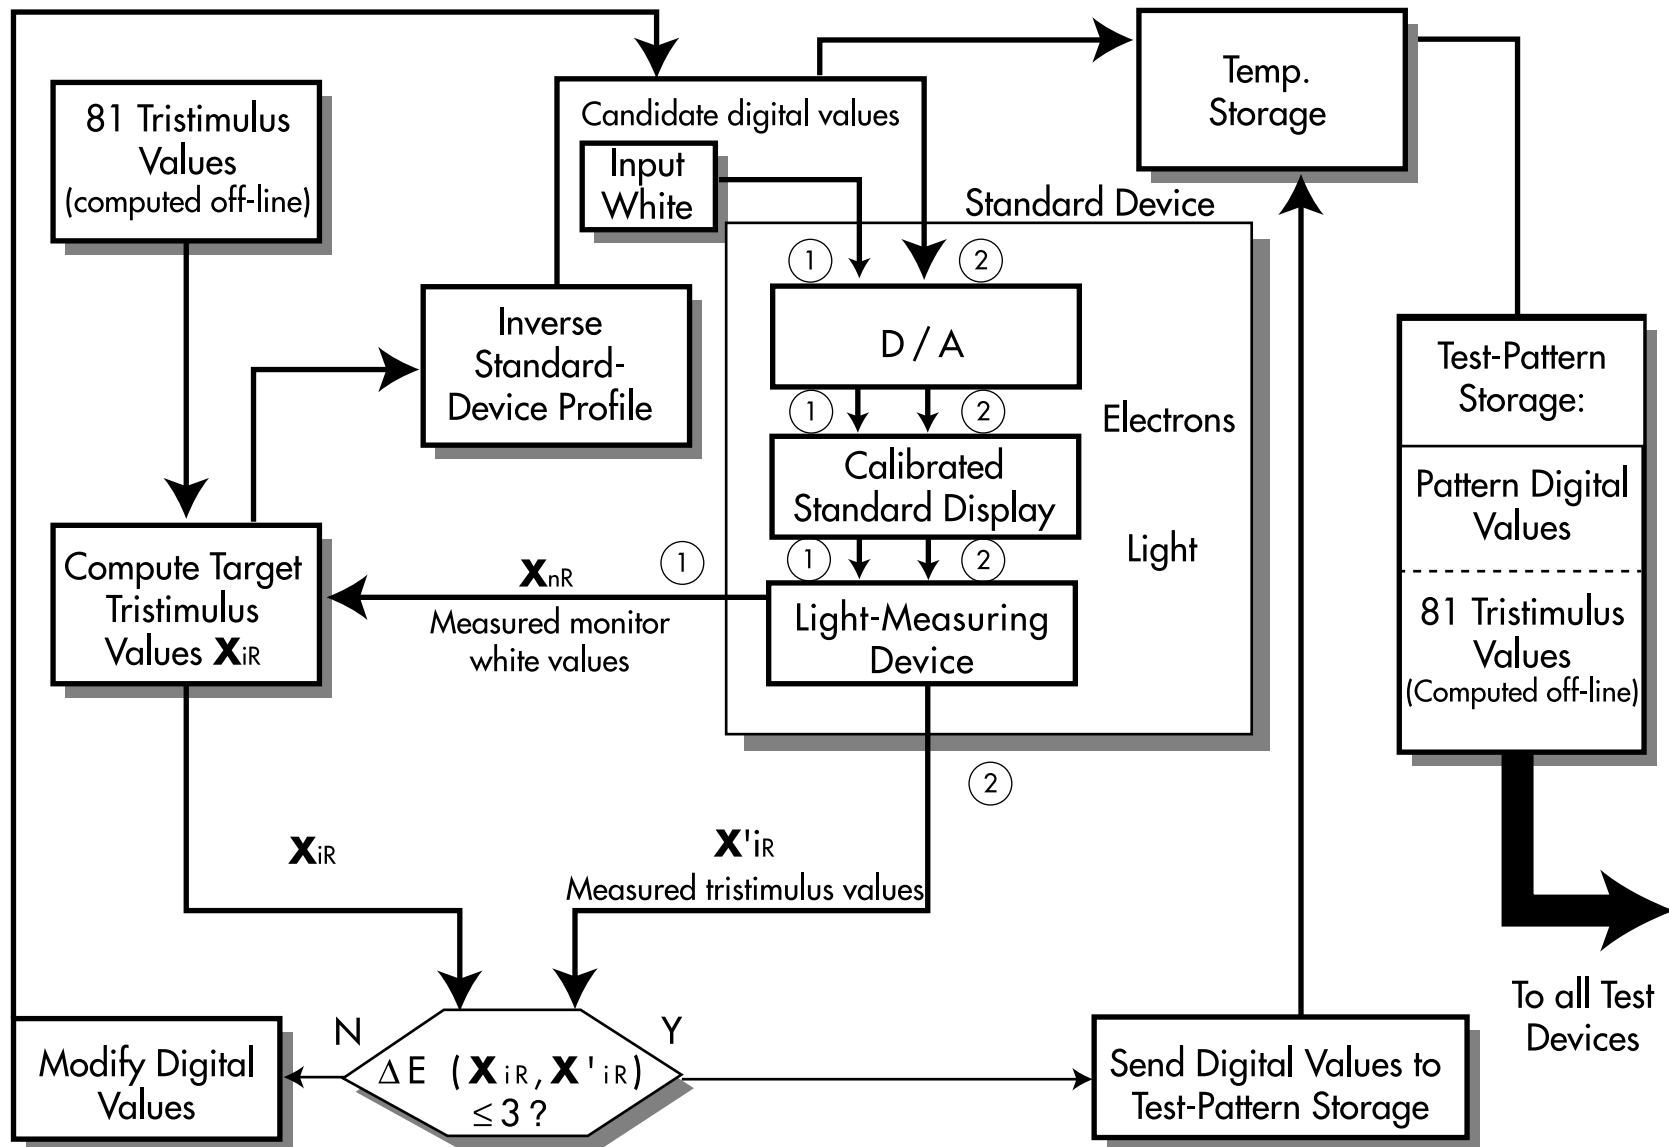 81 Tristimulus
Values
(computed off-line)
Candidate digital values
Input
White
Temp.
Storage
Standard Device
1
2
Inverse
Standard-
Device Profile
D / A
1
2
Electrons
Calibrated
Standard Display
1
2
Light
Light-Measuring
Device
1
XnR
Measured monitor
white values
Compute Target
Tristimulus
Values XiR
Test-Pattern
Storage:
Pattern Digital
Values
81 Tristimulus
Values
(Computed off-line)
2
XiR
X'iR
Measured tristimulus values
To all Test
Devices
N
Y
Modify Digital
Values
Δ E (XiR, X'iR)
≤ 3 ?
Send Digital Values to
Test-Pattern Storage